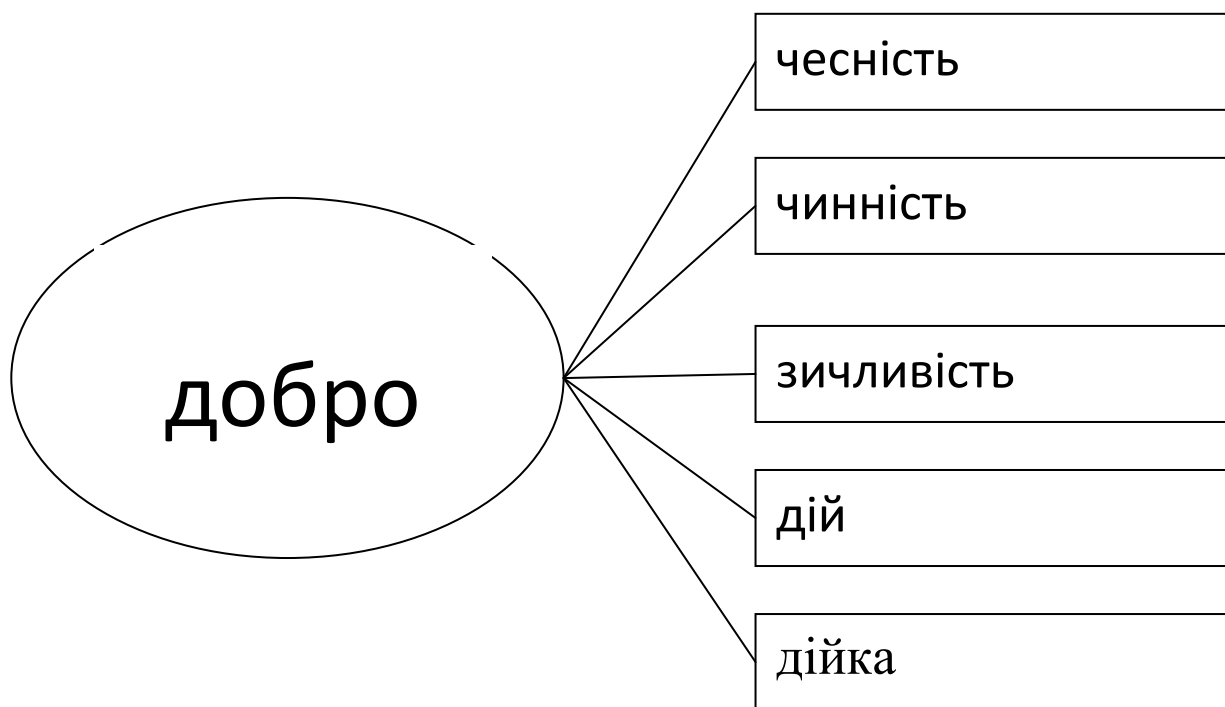 добро
чесність
чинність
зичливість
дій
дійка